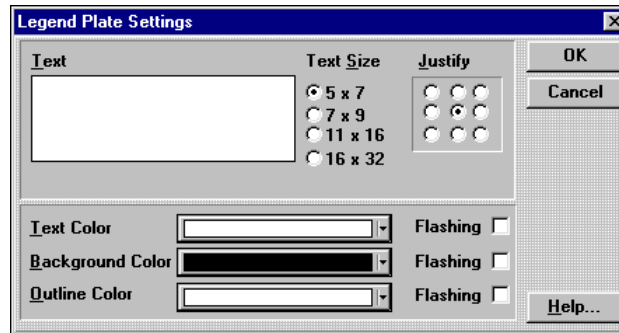 Legend Plate Settings
Text
Text Size
Justify
OK
Cancel
5 x 7
7 x 9
11 x 16
16 x 32
Text Color
Flashing
Background Color
Flashing
Outline Color
Flashing
Help...